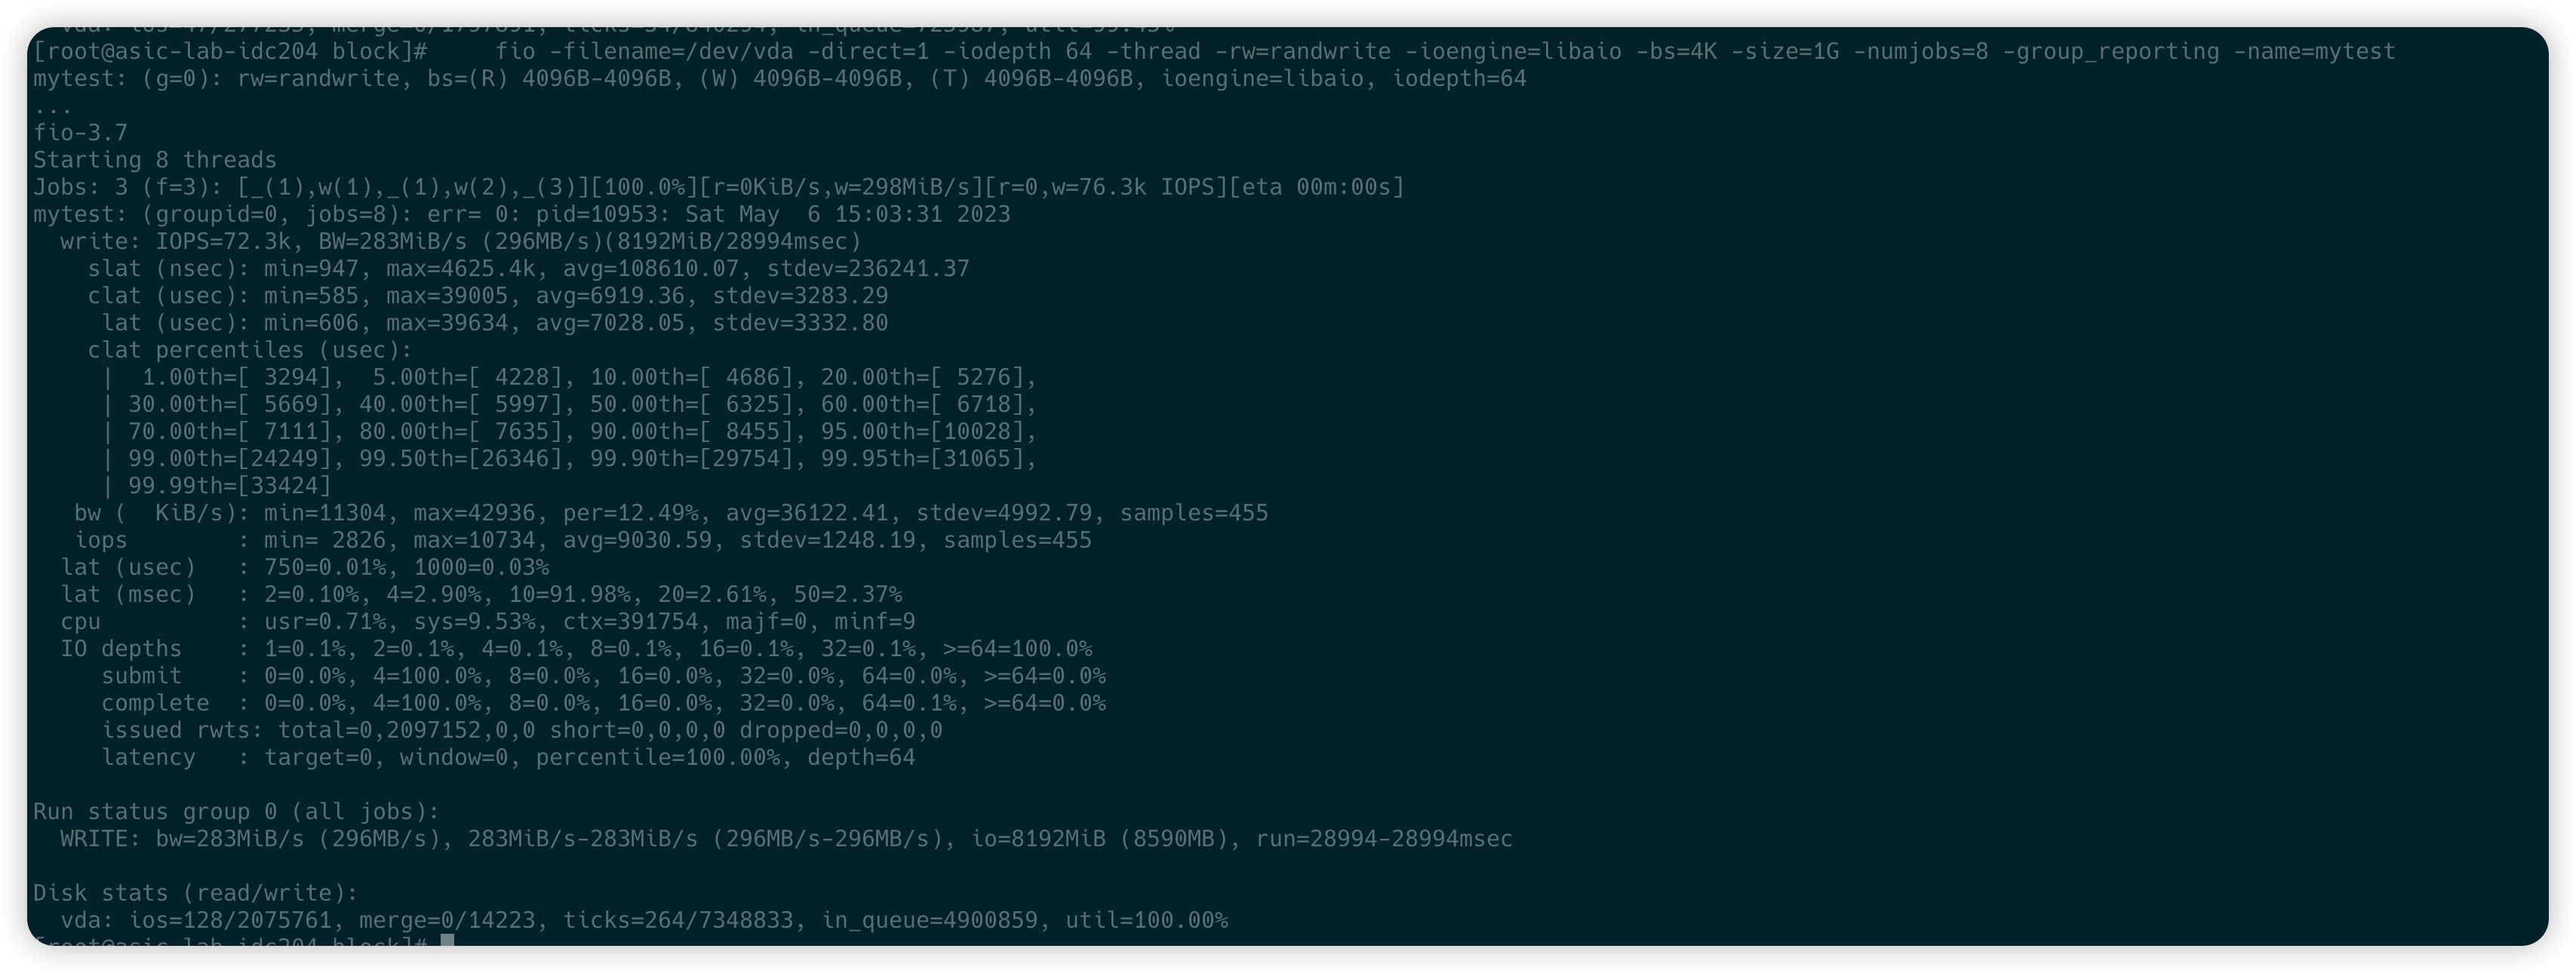 vda: ios=47/277255, merge=0/1797891, ticks=54/840294, in_queue=723987, util=99.45%
[root@asic-lab-idc204 block]#     fio -filename=/dev/vda -direct=1 -iodepth 64 -thread -rw=randwrite -ioengine=libaio -bs=4K -size=1G -numjobs=8 -group_reporting -name=mytest
mytest: (g=0): rw=randwrite, bs=(R) 4096B-4096B, (W) 4096B-4096B, (T) 4096B-4096B, ioengine=libaio, iodepth=64
...
fio-3.7
Starting 8 threads
Jobs: 3 (f=3): [_(1),w(1),_(1),w(2),_(3)][100.0%][r=0KiB/s,w=298MiB/s][r=0,w=76.3k IOPS][eta 00m:00s]
mytest: (groupid=0, jobs=8): err= 0: pid=10953: Sat May  6 15:03:31 2023
  write: IOPS=72.3k, BW=283MiB/s (296MB/s)(8192MiB/28994msec)
    slat (nsec): min=947, max=4625.4k, avg=108610.07, stdev=236241.37
    clat (usec): min=585, max=39005, avg=6919.36, stdev=3283.29
     lat (usec): min=606, max=39634, avg=7028.05, stdev=3332.80
    clat percentiles (usec):
     |  1.00th=[ 3294],  5.00th=[ 4228], 10.00th=[ 4686], 20.00th=[ 5276],
     | 30.00th=[ 5669], 40.00th=[ 5997], 50.00th=[ 6325], 60.00th=[ 6718],
     | 70.00th=[ 7111], 80.00th=[ 7635], 90.00th=[ 8455], 95.00th=[10028],
     | 99.00th=[24249], 99.50th=[26346], 99.90th=[29754], 99.95th=[31065],
     | 99.99th=[33424]
   bw (  KiB/s): min=11304, max=42936, per=12.49%, avg=36122.41, stdev=4992.79, samples=455
   iops        : min= 2826, max=10734, avg=9030.59, stdev=1248.19, samples=455
  lat (usec)   : 750=0.01%, 1000=0.03%
  lat (msec)   : 2=0.10%, 4=2.90%, 10=91.98%, 20=2.61%, 50=2.37%
  cpu          : usr=0.71%, sys=9.53%, ctx=391754, majf=0, minf=9
  IO depths    : 1=0.1%, 2=0.1%, 4=0.1%, 8=0.1%, 16=0.1%, 32=0.1%, >=64=100.0%
     submit    : 0=0.0%, 4=100.0%, 8=0.0%, 16=0.0%, 32=0.0%, 64=0.0%, >=64=0.0%
     complete  : 0=0.0%, 4=100.0%, 8=0.0%, 16=0.0%, 32=0.0%, 64=0.1%, >=64=0.0%
     issued rwts: total=0,2097152,0,0 short=0,0,0,0 dropped=0,0,0,0
     latency   : target=0, window=0, percentile=100.00%, depth=64
Run status group 0 (all jobs):
  WRITE: bw=283MiB/s (296MB/s), 283MiB/s-283MiB/s (296MB/s-296MB/s), io=8192MiB (8590MB), run=28994-28994msec
Disk stats (read/write):
  vda: ios=128/2075761, merge=0/14223, ticks=264/7348833, in_queue=4900859, util=100.00%
[root@asic-lab-idc204 block]#